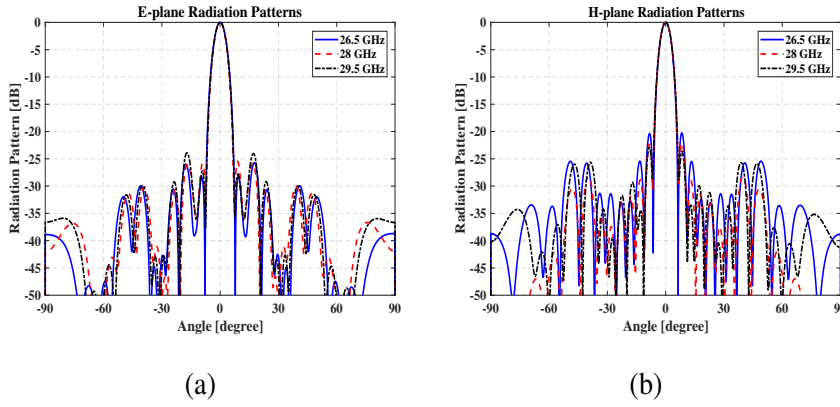 E-plane Radiation Patterns
0
-5
-10
-15
-20
-25
-30
-35
-40
-45
-50
Radiation Pattern [dB]
26.5 GHz
28 GHz
29.5 GHz
-90 -60 -30 0 30 60 90
Angle [degree]
(a)
H-plane Radiation Patterns
0
-5
-10
-15
-20
-25
-30
-35
-40
-45
-50
Radiation Pattern [dB]
26.5 GHz
28 GHz
29.5 GHz
-90 -60 -30 0 30 60 90
Angle [degree]
(b)